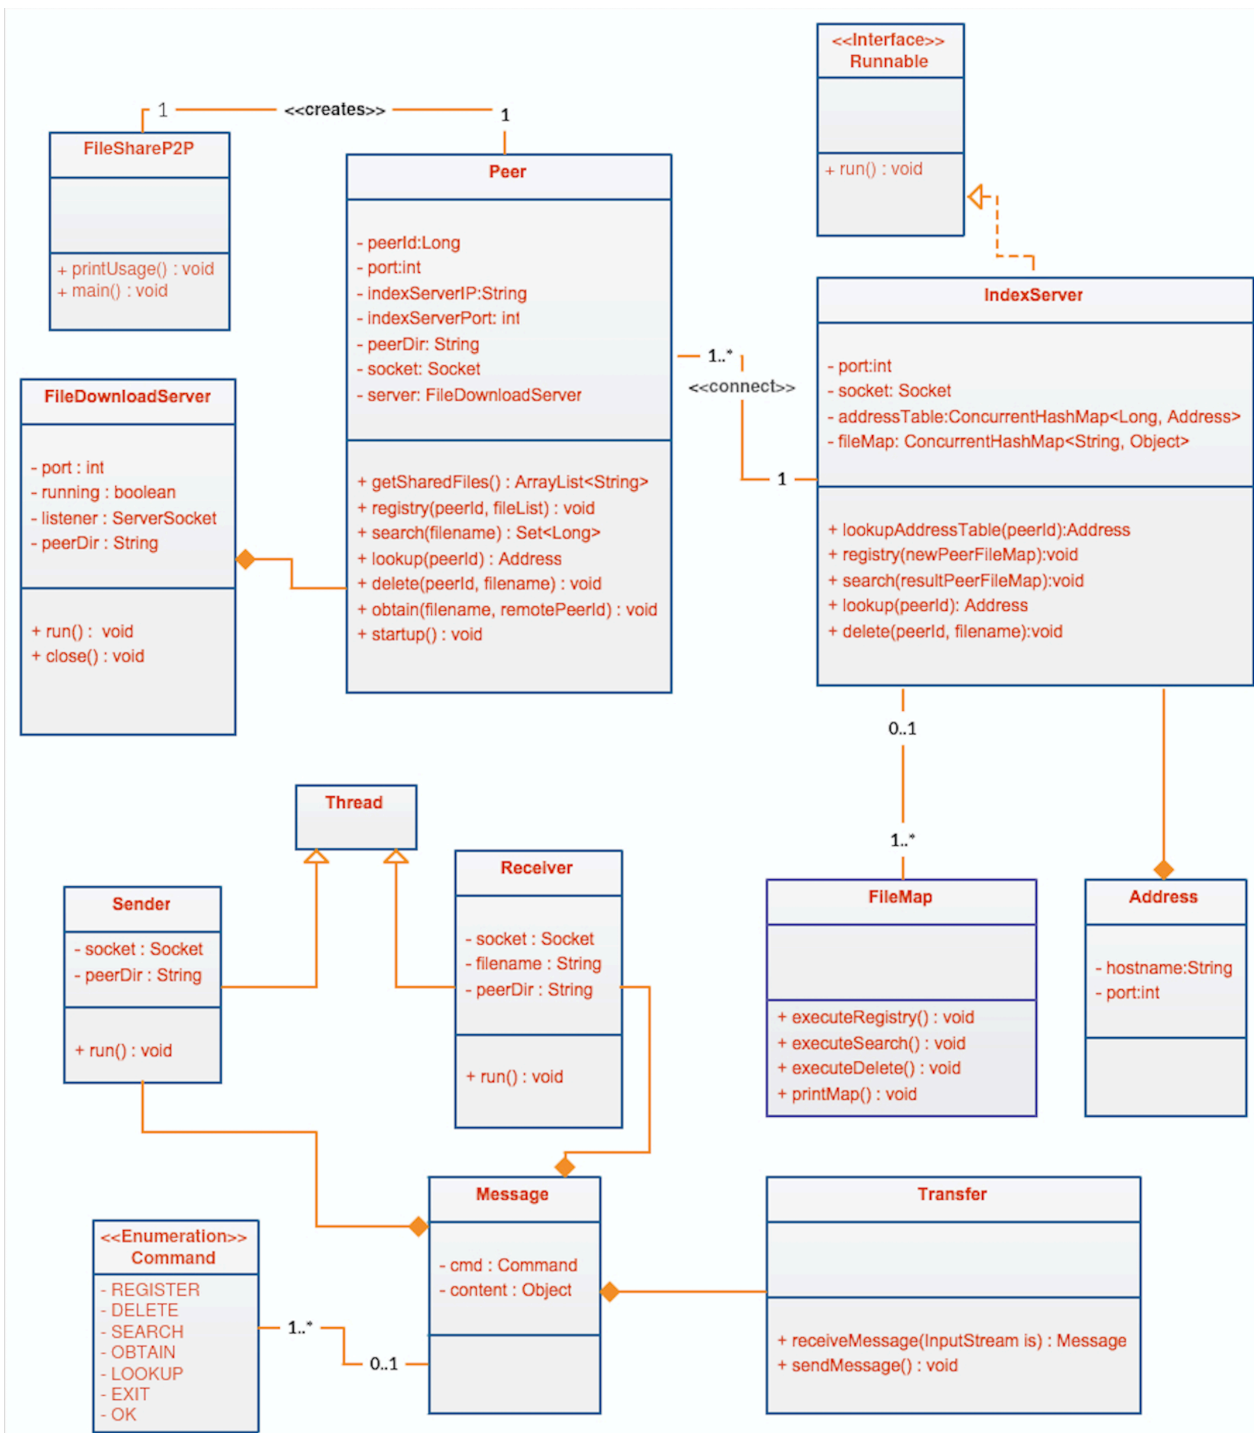 <<Interface>>
Runnable
+ run() : void
1
<<creates>>
1
FileShareP2P
+ printUsage() : void
+ main() : void
Peer
- peerId:Long
- port:int
- indexServerIP:String
- indexServerPort: int
- peerDir: String
- socket: Socket
- server: FileDownloadServer
+ getSharedFiles() : ArrayList<String>
+ registry(peerId, fileList) : void
+ search(filename) : Set<Long>
+ lookup(peerId) : Address
+ delete(peerId, filename) : void
+ obtain(filename, remotePeerId) : void
+ startup() : void
1..*
<<connect>>
1
IndexServer
- port:int
- socket: Socket
- addressTable:ConcurrentHashMap<Long, Address>
- fileMap: ConcurrentHashMap<String, Object>
+ lookupAddressTable(peerId):Address
+ registry(newPeerFileMap):void
+ search(resultPeerFileMap):void
+ lookup(peerId): Address
+ delete(peerId, filename):void
FileDownloadServer
- port : int
- running : boolean
- listener : ServerSocket
- peerDir : String
+ run() :  void
+ close() : void
0..1
1..*
Thread
Sender
- socket : Socket
- peerDir : String
+ run() : void
Receiver
- socket : Socket
- filename : String
- peerDir : String
+ run() : void
FileMap
+ executeRegistry() : void
+ executeSearch() : void
+ executeDelete() : void
+ printMap() : void
Address
- hostname:String
- port:int
<<Enumeration>>
Command
- REGISTER
- DELETE
- SEARCH
- OBTAIN
- LOOKUP
- EXIT
- OK
1..*
0..1
Message
- cmd : Command
- content : Object
Transfer
+ receiveMessage(InputStream is) : Message
+ sendMessage() : void